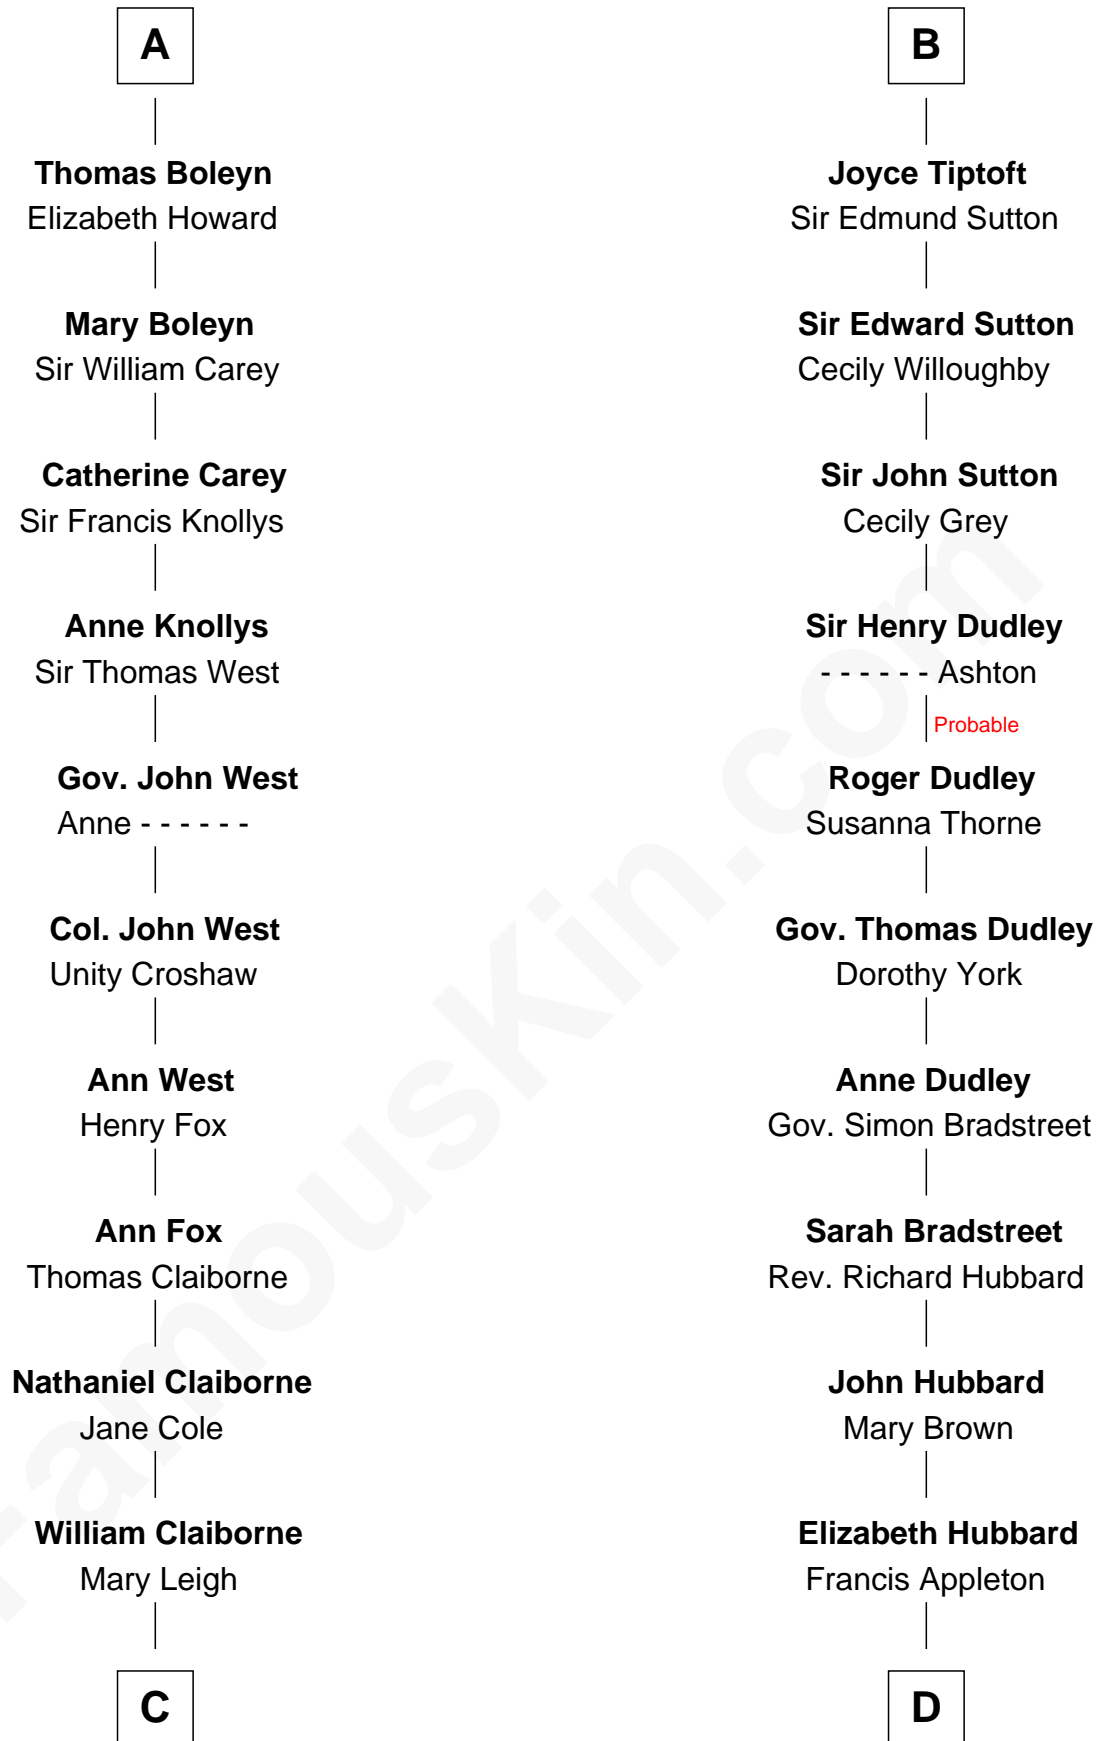 A
Thomas Boleyn
Elizabeth Howard
Mary Boleyn
Sir William Carey
Catherine Carey
Sir Francis Knollys
Anne Knollys
Sir Thomas West
Gov. John West
Anne - - - - - -
Col. John West
Unity Croshaw
Ann West
Henry Fox
Ann Fox
Thomas Claiborne
Nathaniel Claiborne
Jane Cole
William Claiborne
Mary Leigh
C
B
Joyce Tiptoft
Sir Edmund Sutton
Sir Edward Sutton
Cecily Willoughby
Sir John Sutton
Cecily Grey
Sir Henry Dudley
- - - - - - Ashton
Probable
Roger Dudley
Susanna Thorne
Gov. Thomas Dudley
Dorothy York
Anne Dudley
Gov. Simon Bradstreet
Sarah Bradstreet
Rev. Richard Hubbard
John Hubbard
Mary Brown
Elizabeth Hubbard
Francis Appleton
D
FamousKin.com